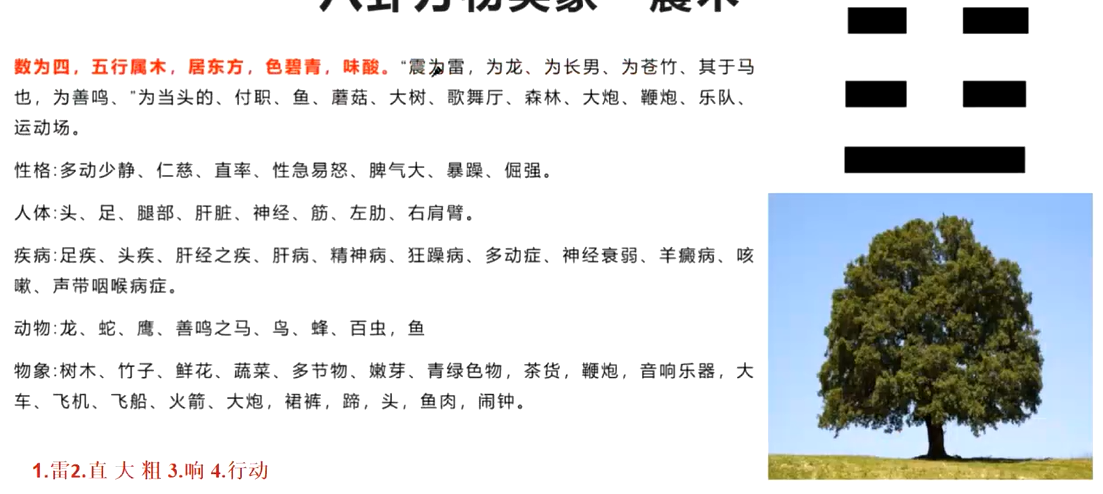 八卦万物类象 震木
数为四，五行属木，居东方，色碧青，味酸。“震为雷，为龙、为长男、为苍竹、其于马
也，为善鸣、”为当头的、付职、鱼、蘑菇、大树、歌舞厅、森林、大炮、鞭炮、乐队、
运动场。
性格:多动少静、仁慈、直率、性急易怒、脾气大、暴躁、倔强。
人体:头、足、腿部、肝脏、神经、筋、左肋、右肩臂。
疾病:足疾、头疾、肝经之疾、肝病、精神病、狂躁病、多动症、神经衰弱、羊癫病、咳
嗽、声带咽喉病症。
动物:龙、蛇、鹰、善鸣之马、鸟、蜂、百虫，鱼
物象:树木、竹子、鲜花、蔬菜、多节物、嫩芽、青绿色物，茶货，鞭炮，音响乐器，大
车、飞机、飞船、火箭、大炮，裙裤，蹄，头，鱼肉，闹钟。
1.雷2.直 大 粗 3.响 4.行动